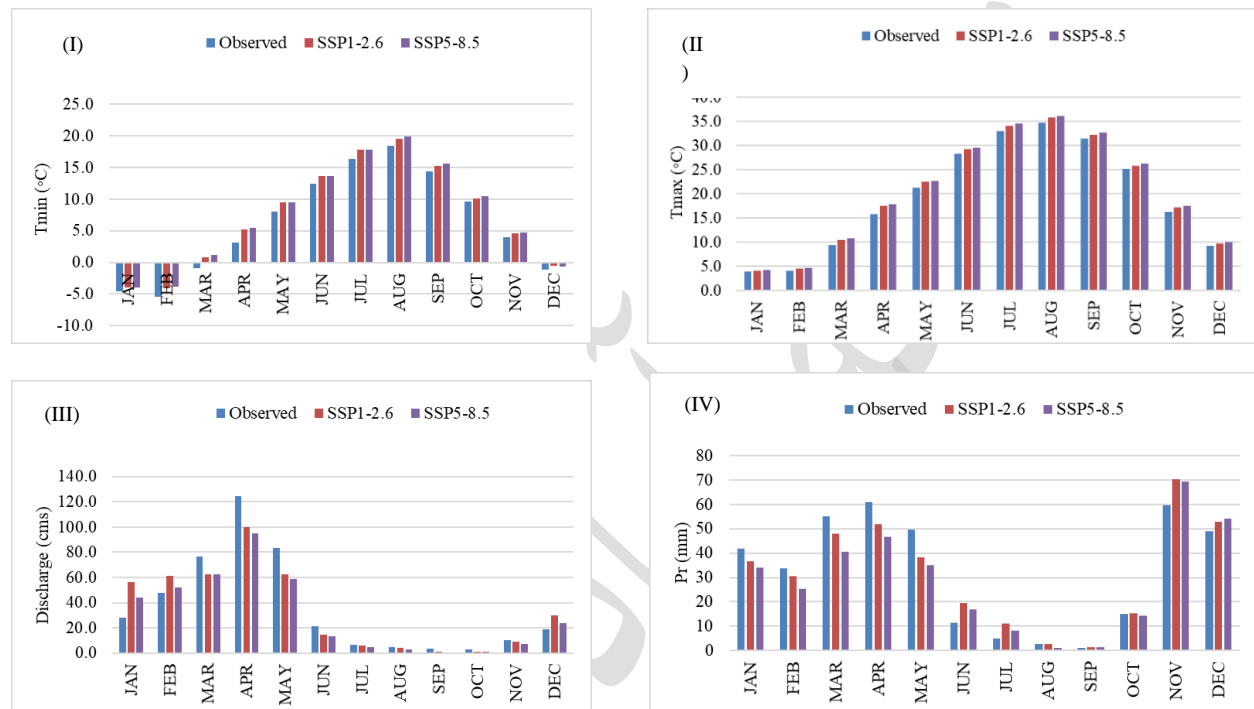 (I)
Observed SSP1-2.6 SSP5-8.5
25.0
20.0
15.0
10.0
5.0
0.0
-5.0
-10.0
Tmin (°C)
JAN FEB MAR APR MAY JUN JUL AUG SEP OCT NOV DEC
(II
)
Observed SSP1-2.6 SSP5-8.5
40.0
35.0
30.0
25.0
20.0
15.0
10.0
5.0
0.0
Tmax (°C)
JAN FEB MAR APR MAY JUN JUL AUG SEP OCT NOV DEC
(III)
Observed SSP1-2.6 SSP5-8.5
140.0
120.0
100.0
80.0
60.0
40.0
20.0
0.0
Discharge (cms)
JAN FEB MAR APR MAY JUN JUL AUG SEP OCT NOV DEC
(IV)
Observed SSP1-2.6 SSP5-8.5
80
70
60
50
40
30
20
10
0
Pr (mm)
JAN FEB MAR APR MAY JUN JUL AUG SEP OCT NOV DEC